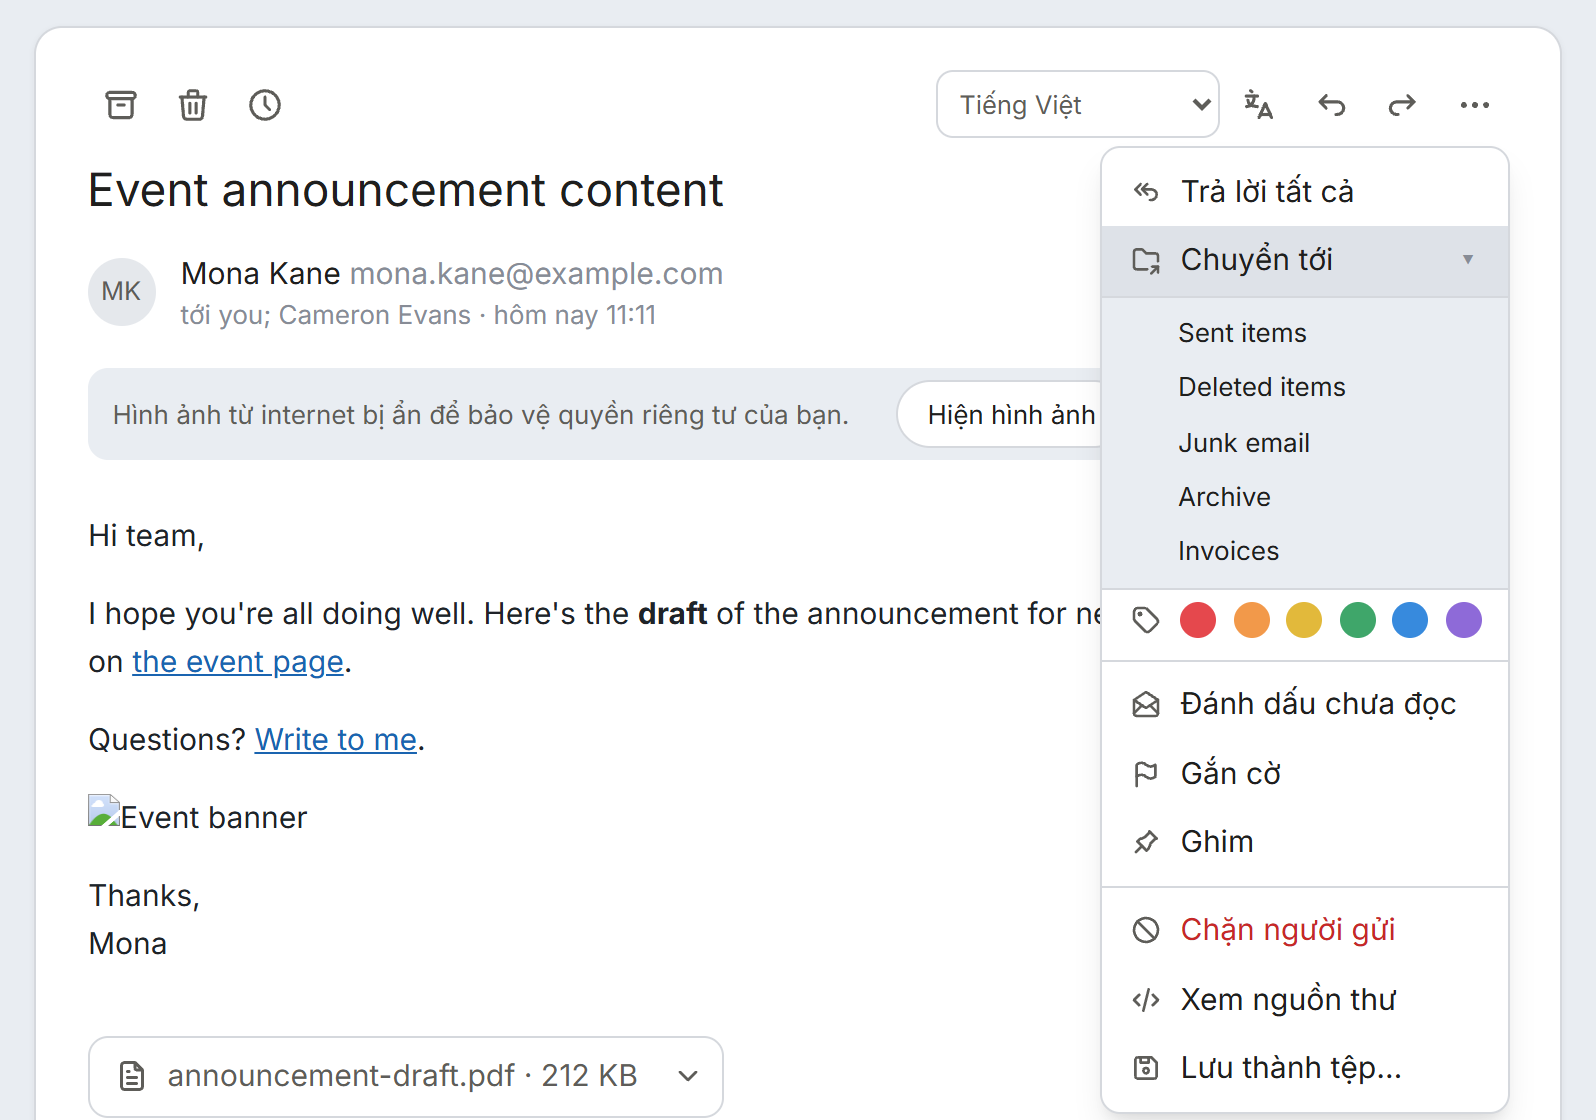 Tiếng Việt
Event announcement content
MK
Mona Kane mona.kane@example.com
tới you; Cameron Evans · hôm nay 11:11
Hình ảnh từ internet bị ẩn để bảo vệ quyền riêng tư của bạn.
Hiện hình ảnh
Hi team,
I hope you're all doing well. Here's the draft of the announcement for
on the event page.
Questions? Write to me.
Event banner
Thanks,
Mona
announcement-draft.pdf · 212 KB
Trả lời tất cả
Chuyển tới
Sent items
Deleted items
Junk email
Archive
Invoices
Đánh dấu chưa đọc
Gắn cờ
Ghim
Chặn người gửi
Xem nguồn thư
Lưu thành tệp...